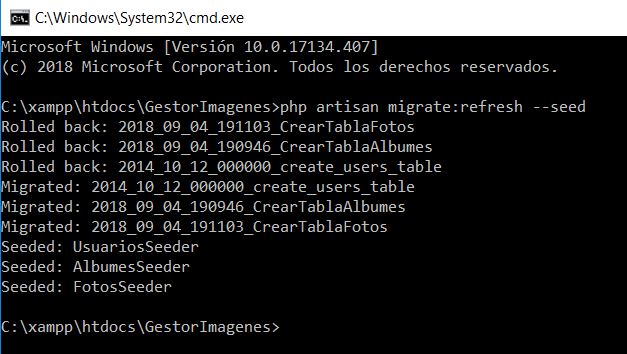 C:\Windows\System32\cmd.exe
Microsoft Windows [Versión 10.0.17134.407]
(c) 2018 Microsoft Corporation. Todos los derechos reservados.
C:\xampp\htdocs\GestorImagenes>php artisan migrate:refresh --seed
Rolled back: 2018_09_04_191103_CrearTablaFotos
Rolled back: 2018_09_04_190946_CrearTablaAlbumes
Rolled back: 2014_10_12_000000_create_users_table
Migrated: 2014_10_12_000000_create_users_table
Migrated: 2018_09_04_190946_CrearTablaAlbumes
Migrated: 2018_09_04_191103_CrearTablaFotos
Seeded: UsuariosSeeder
Seeded: AlbumesSeeder
Seeded: FotosSeeder
C:\xampp\htdocs\GestorImagenes>